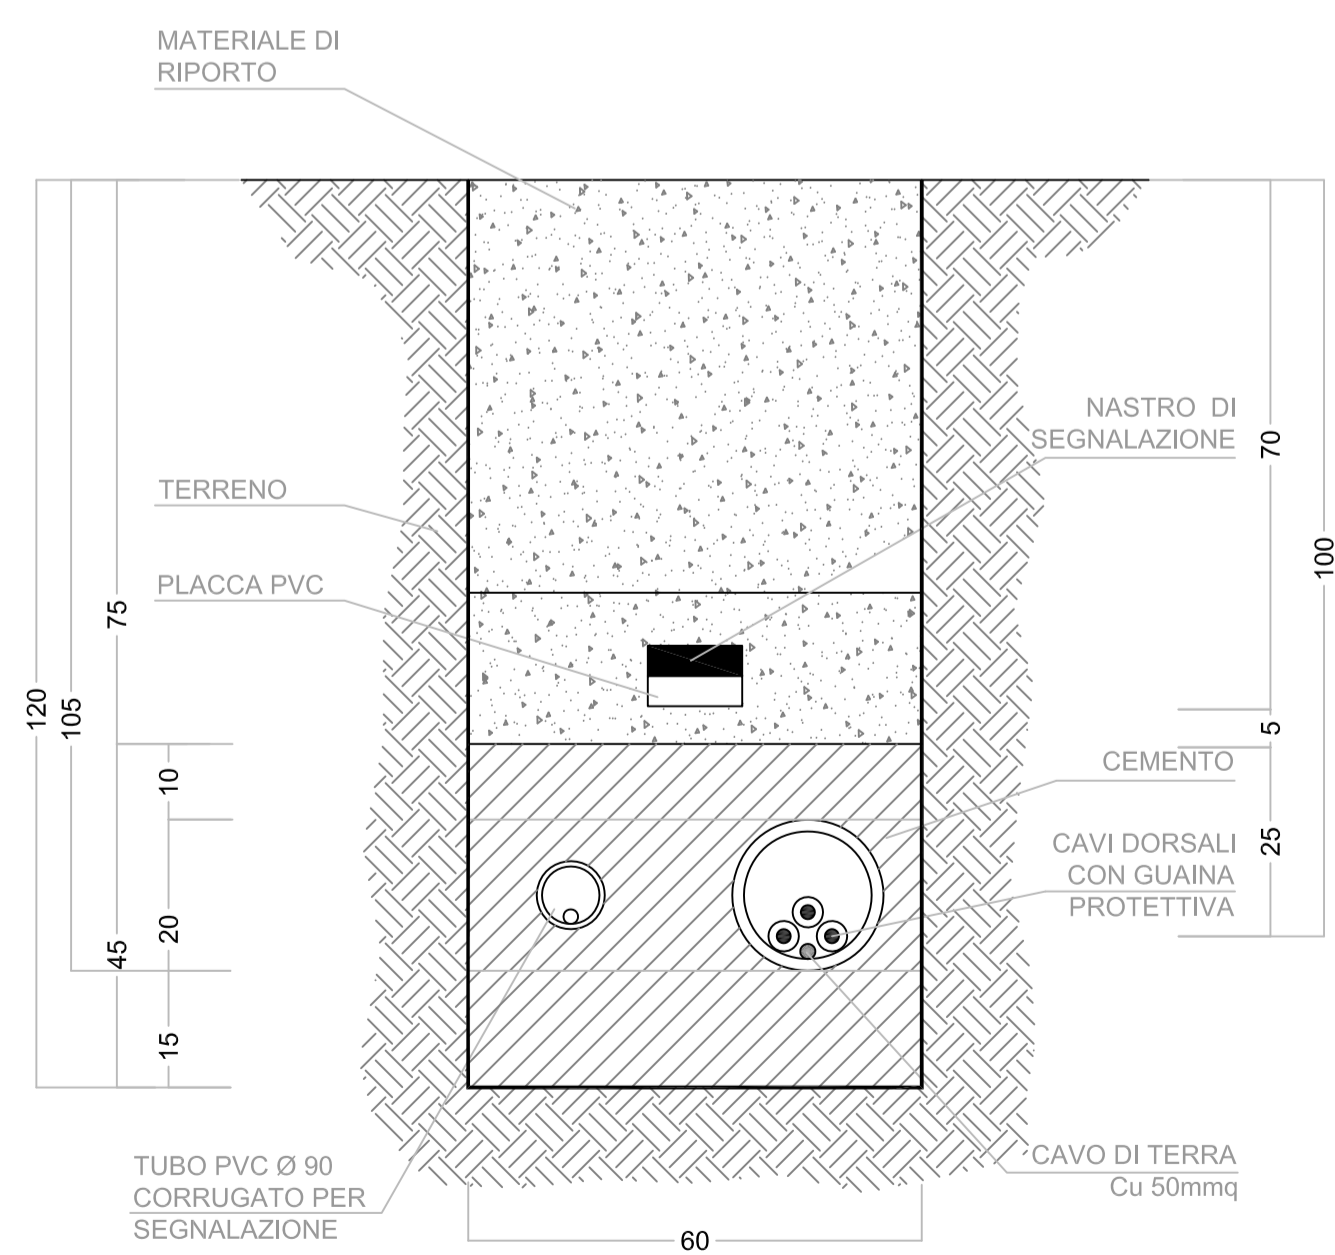 MATERIALE DI
RIPORTO
NASTRO DI
SEGNALAZIONE
70
100
TERRENO
PLACCA PVC
75
120
105
5
10
CEMENTO
25
CAVI DORSALI
CON GUAINA
PROTETTIVA
20
45
15
TUBO PVC Ø 90
CORRUGATO PER
SEGNALAZIONE
CAVO DI TERRA
Cu 50mmq
60